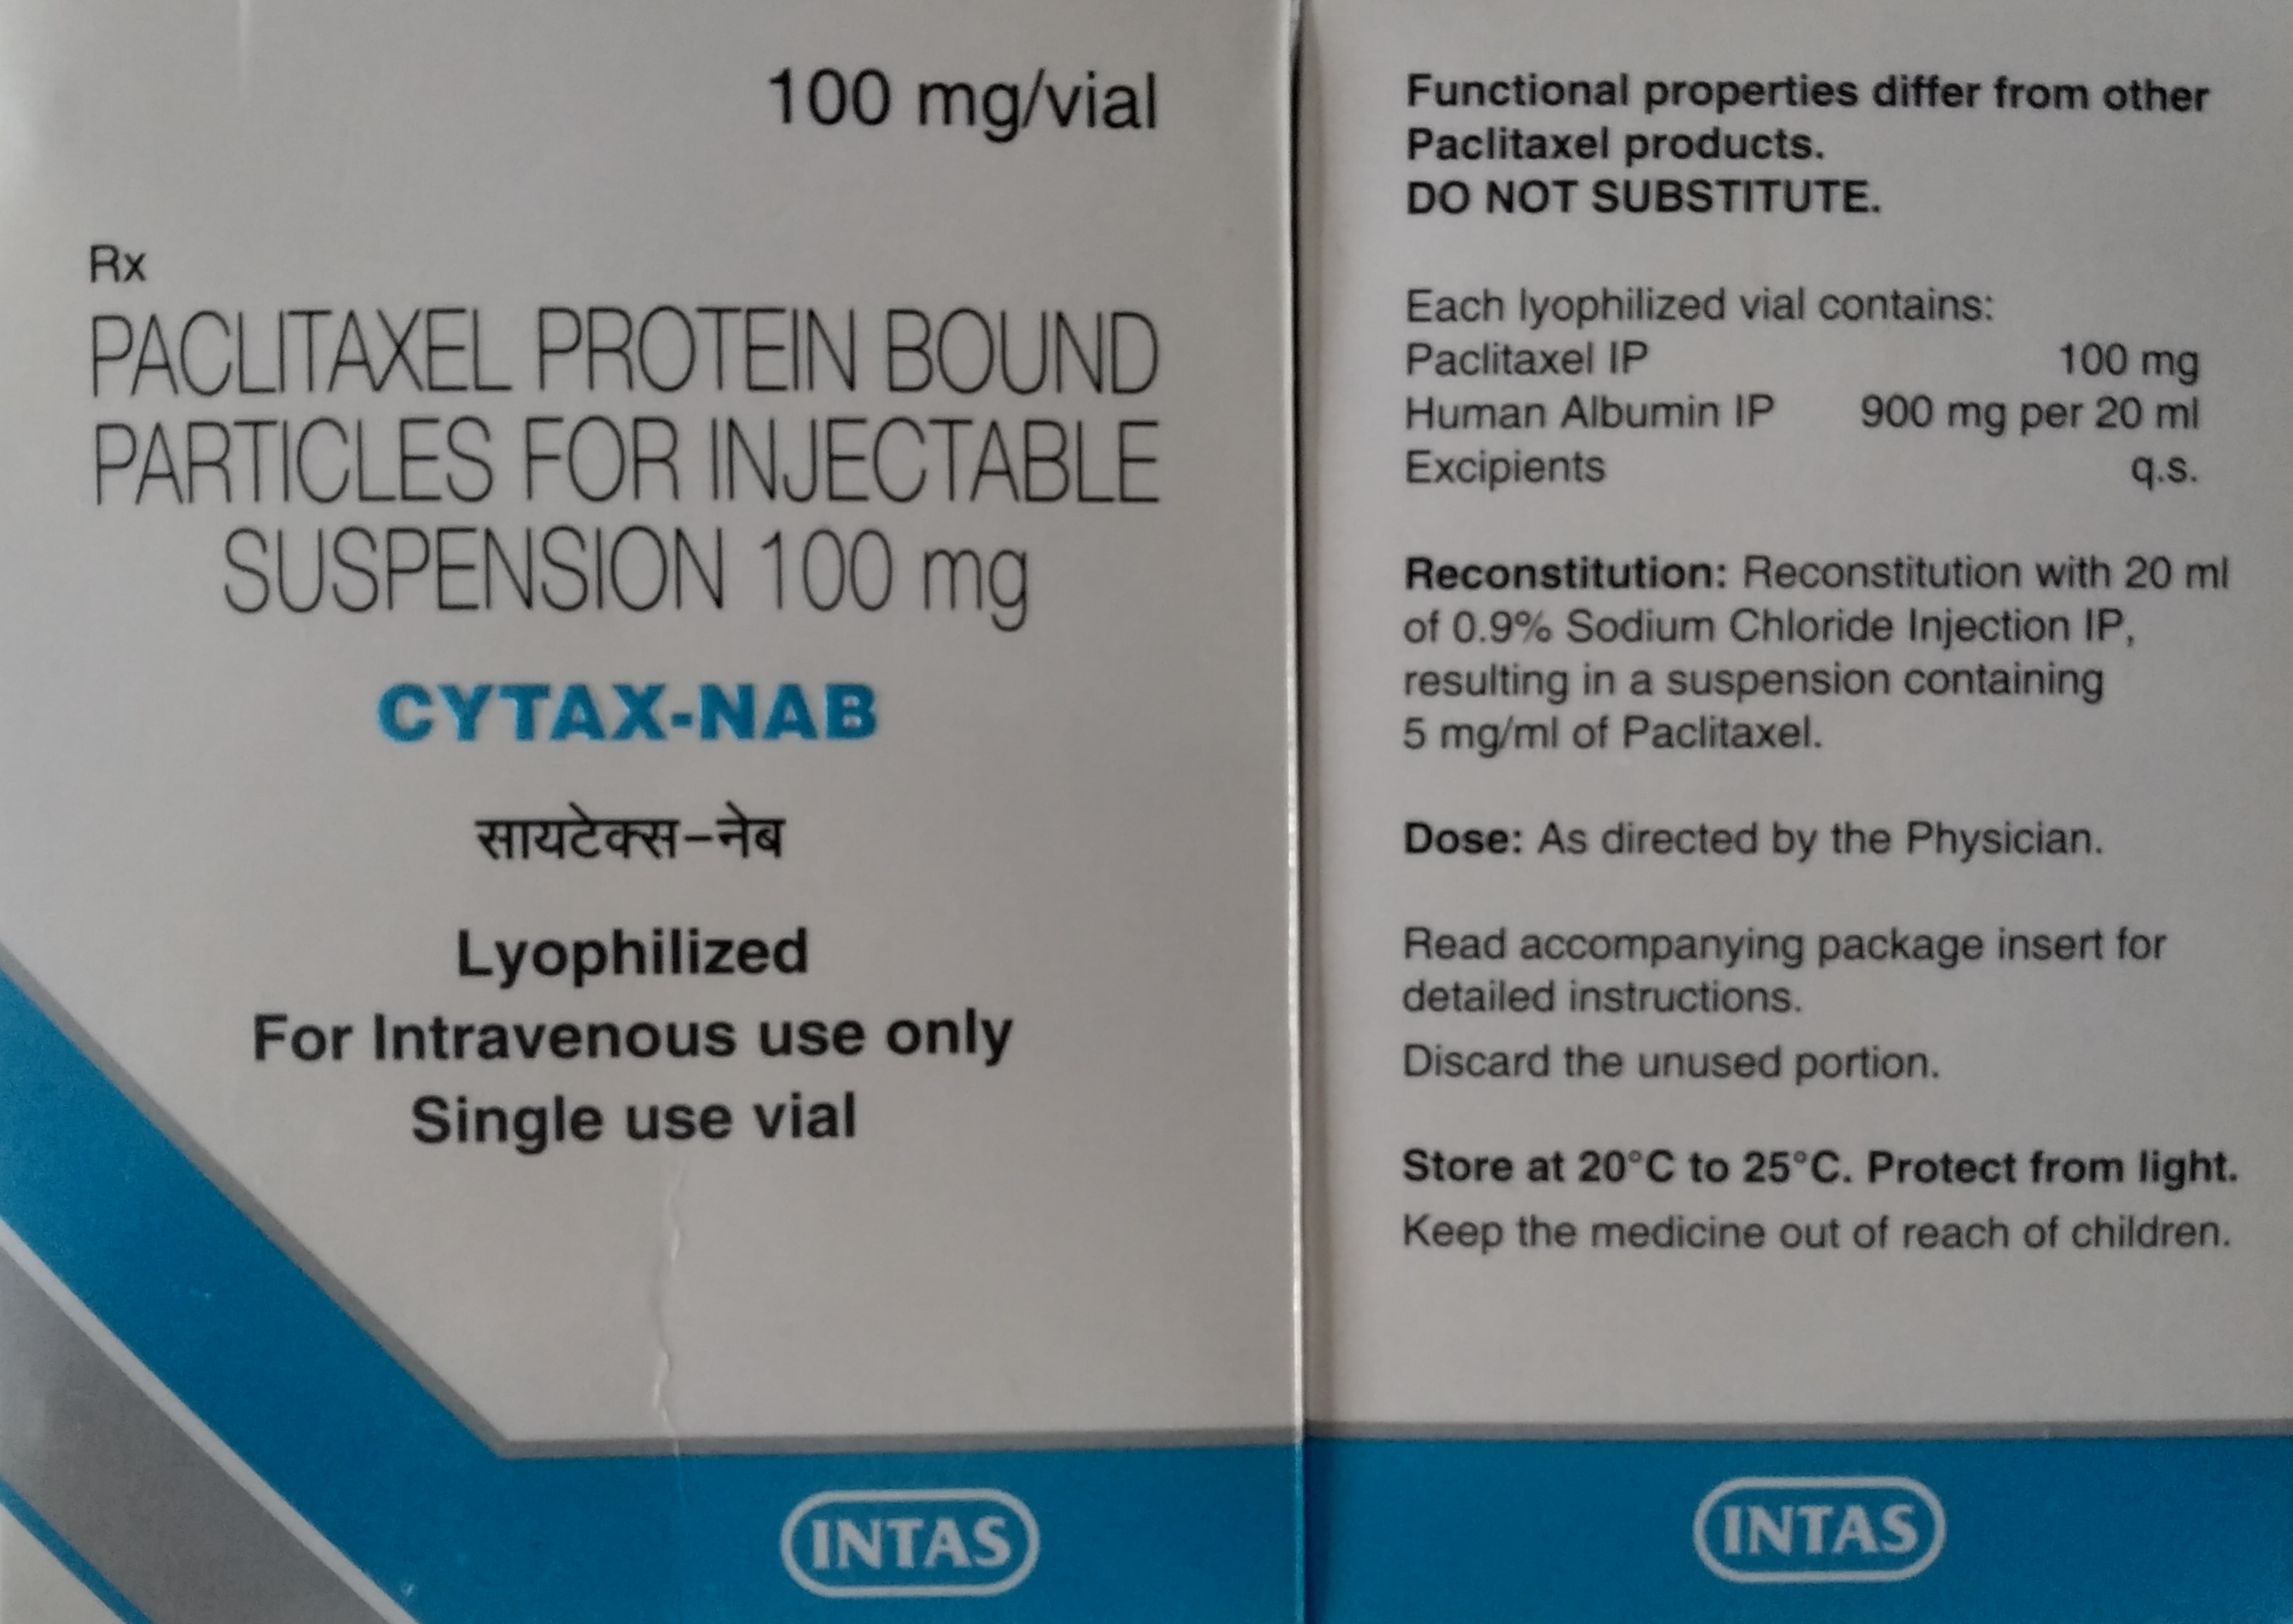 100 mg/vial
Rx
PACLITAXEL PROTEIN BOUND
PARTICLES FOR INJECTABLE
SUSPENSION 100 mg
CYTAX-NAB
सायटेक्स-नेब
Lyophilized
For Intravenous use only
Single use vial
INTAS
Functional properties differ from other
Paclitaxel products.
DO NOT SUBSTITUTE.
Each lyophilized vial contains:
Paclitaxel IP 100 mg
Human Albumin IP 900 mg per 20 ml
Excipients q.s.
Reconstitution: Reconstitution with 20 ml
of 0.9% Sodium Chloride Injection IP,
resulting in a suspension containing
5 mg/ml of Paclitaxel.
Dose: As directed by the Physician.
Read accompanying package insert for
detailed instructions.
Discard the unused portion.
Store at 20°C to 25°C. Protect from light.
Keep the medicine out of reach of children.
INTAS